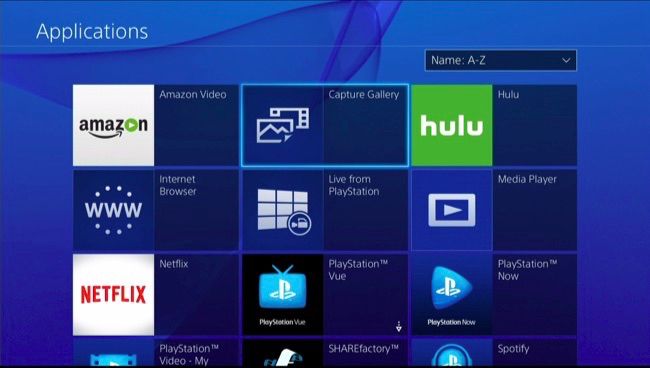 Applications
Name: A-Z
amazon
Amazon Video
Capture Gallery
hulu
Hulu
WWW
Internet
Browser
Live from
PlayStation
Media Player
NETFLIX
Netflix
PlayStation Vue
PlayStation™
Vue
PlayStation Now
PlayStation™
Now
PlayStation™
Video - My
SHAREfactory™
Spotify